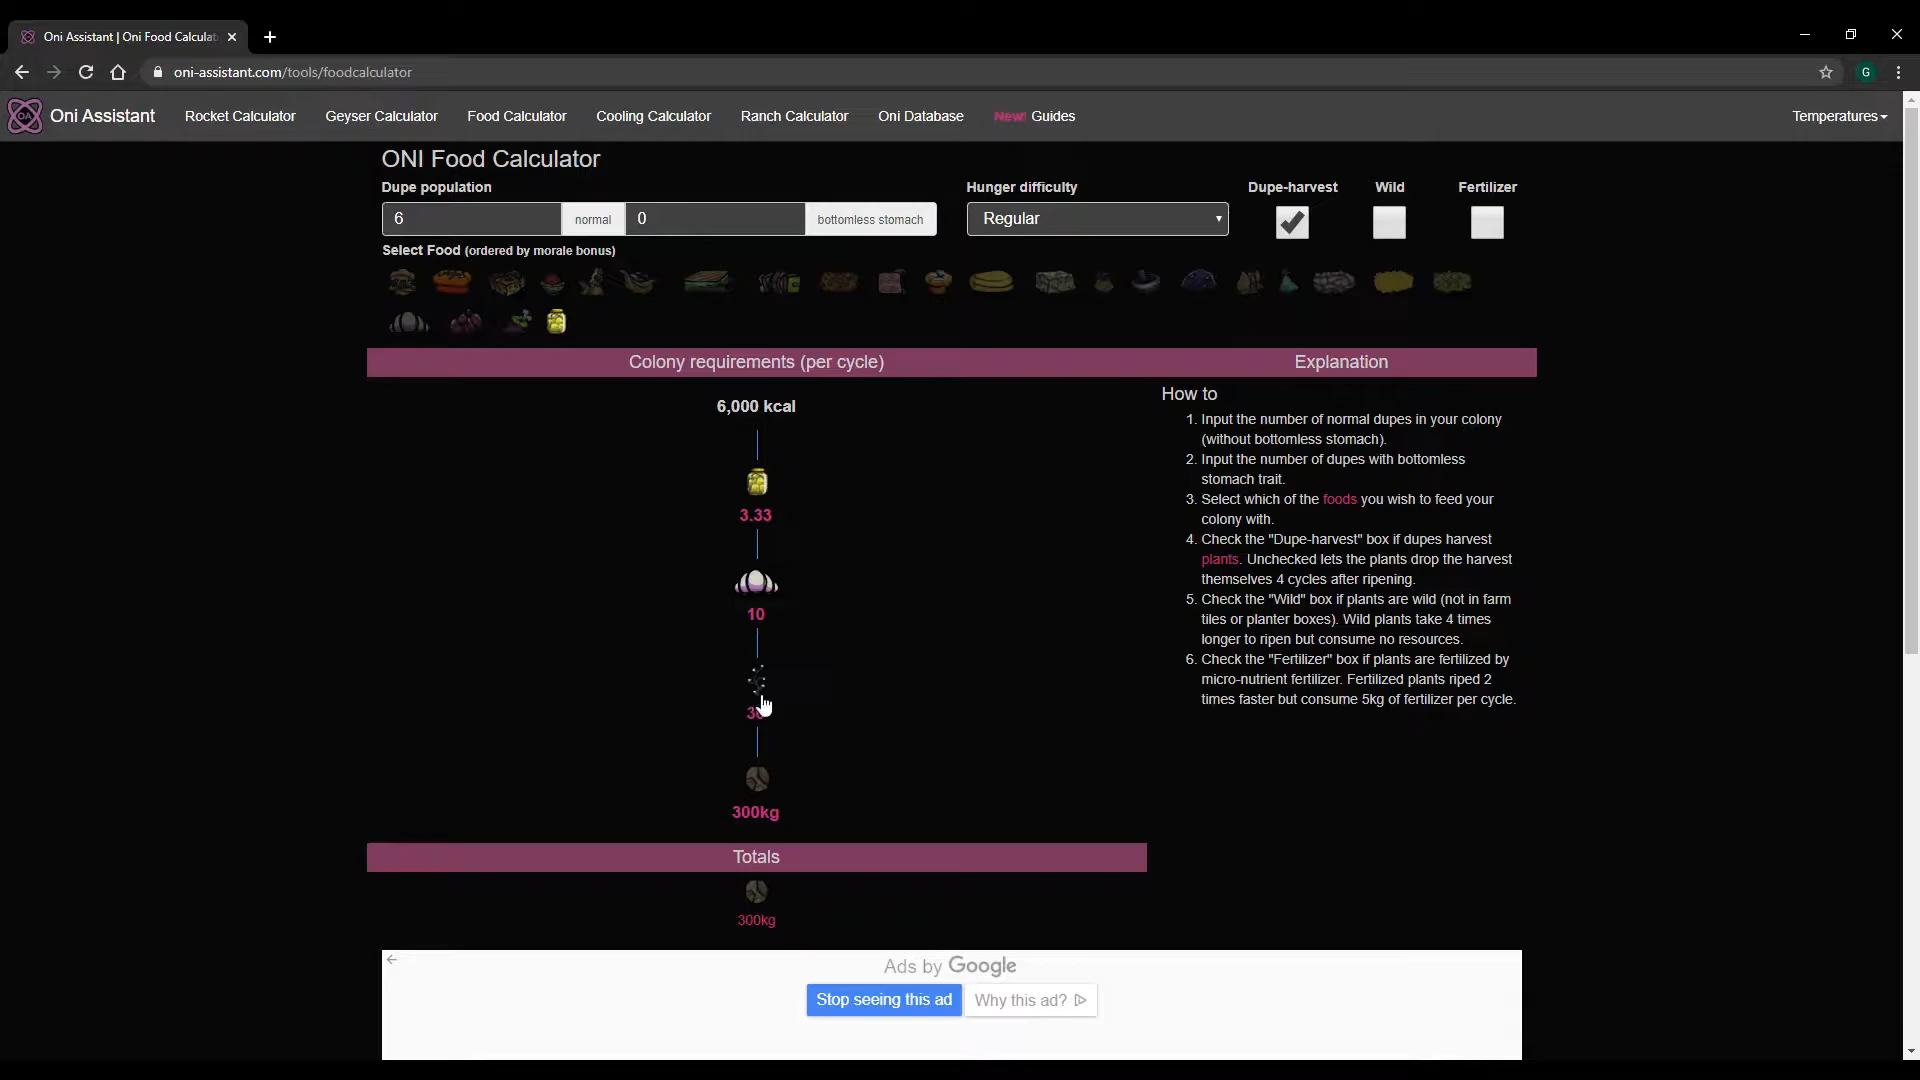 Oni Assistant | Oni Food Calculat
oni-assistant.com/tools/foodcalculator
G
OA
Oni Assistant
Rocket Calculator
Geyser Calculator
Food Calculator
Cooling Calculator
Ranch Calculator
Oni Database
New! Guides
Temperatures
ONI Food Calculator
Dupe population
Hunger difficulty
Dupe-harvest
Wild
Fertilizer
6
normal
0
bottomless stomach
Regular
Select Food (ordered by morale bonus)
Colony requirements (per cycle)
Explanation
6,000 kcal
3.33
10
300kg
Totals
300kg
How to
1. Input the number of normal dupes in your colony
(without bottomless stomach).
2. Input the number of dupes with bottomless
stomach trait.
3. Select which of the foods you wish to feed your
colony with.
4. Check the "Dupe-harvest" box if dupes harvest
plants. Unchecked lets the plants drop the harvest
themselves 4 cycles after ripening.
5. Check the "Wild" box if plants are wild (not in farm
tiles or planter boxes). Wild plants take 4 times
longer to ripen but consume no resources.
6. Check the "Fertilizer" box if plants are fertilized by
micro-nutrient fertilizer. Fertilized plants riped 2
times faster but consume 5kg of fertilizer per cycle.
Ads by Google
Stop seeing this ad
Why this ad?